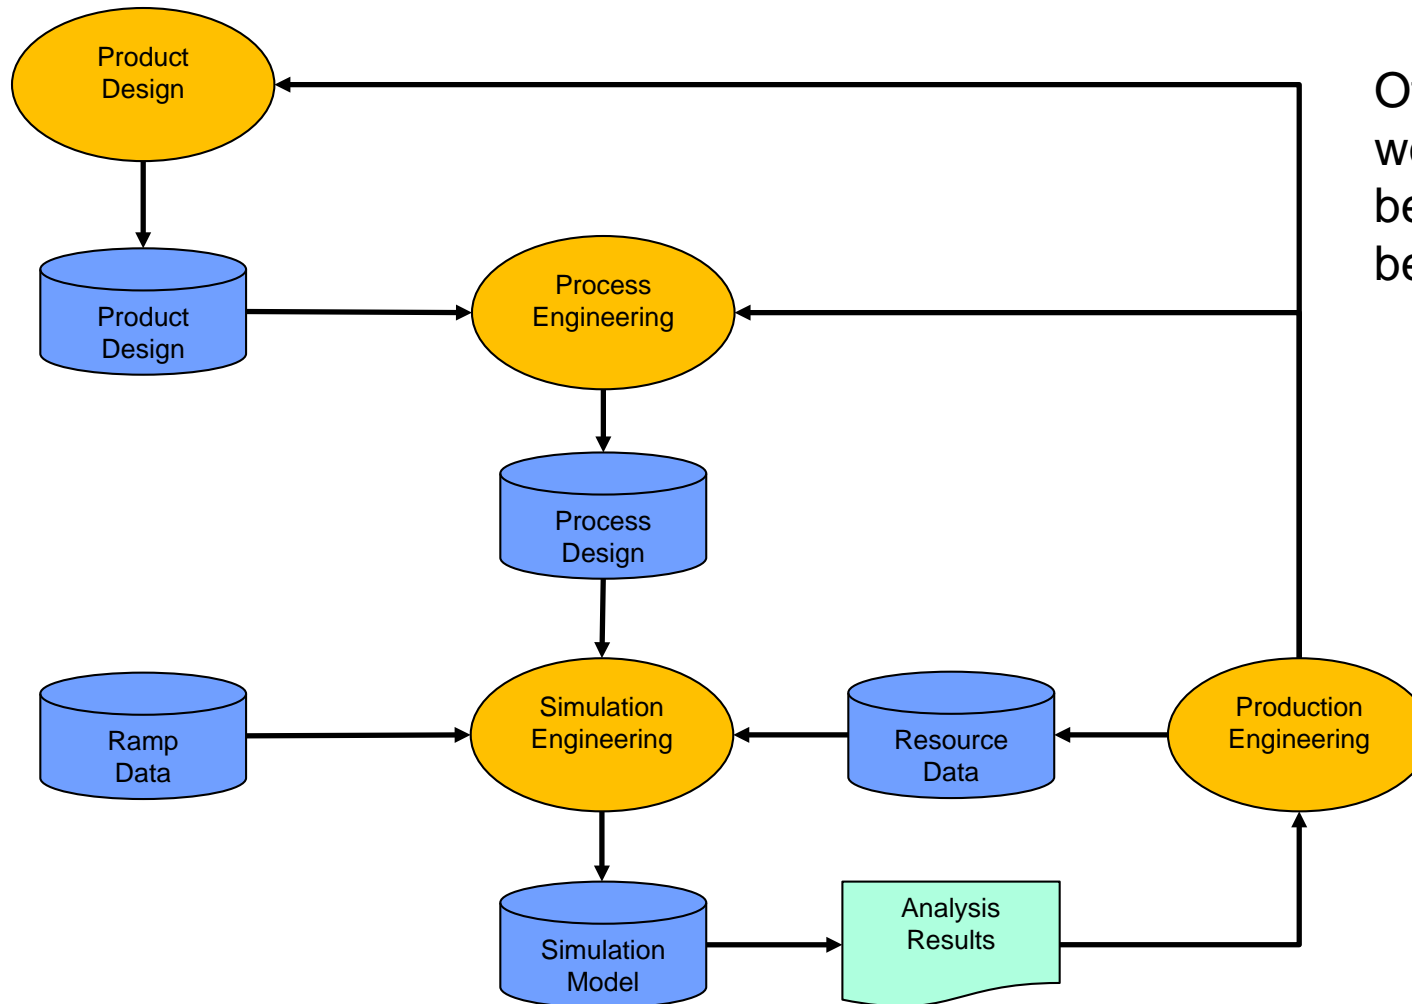 Product
Design
Product
Design
Process
Engineering
Process
Design
Ramp
Data
Simulation
Engineering
Resource
Data
Production
Engineering
Simulation
Model
Analysis
Results